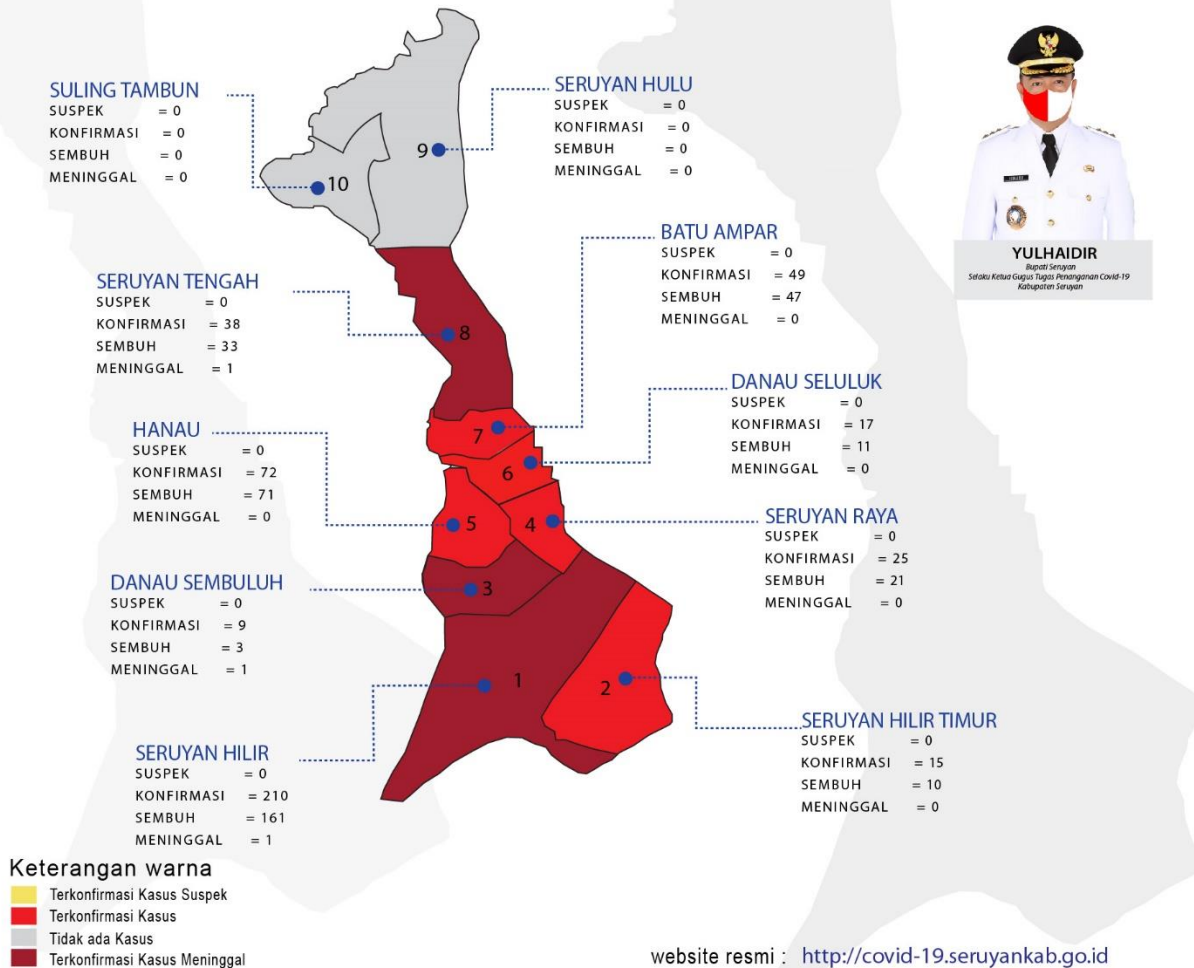 SULING TAMBUN
SUSPEK = 0
KONFIRMASI = 0
SEMBUH = 0
MENINGGAL = 0
SERUYAN HULU
SUSPEK = 0
KONFIRMASI = 0
SEMBUH = 0
MENINGGAL = 0
9
10
YULHAIDIR
Bupati Seruyan
Selaku Ketua Gugus Tugas Penanganan Covid-19
Kabupaten Seruyan
BATU AMPAR
SUSPEK = 0
KONFIRMASI = 49
SEMBUH = 47
MENINGGAL = 0
SERUYAN TENGAH
SUSPEK = 0
KONFIRMASI = 38
SEMBUH = 33
MENINGGAL = 1
8
DANAU SELULUK
SUSPEK = 0
KONFIRMASI = 17
SEMBUH = 11
MENINGGAL = 0
HANAU
SUSPEK = 0
KONFIRMASI = 72
SEMBUH = 71
MENINGGAL = 0
7
6
5
4
SERUYAN RAYA
SUSPEK = 0
KONFIRMASI = 25
SEMBUH = 21
MENINGGAL = 0
DANAU SEMBULUH
SUSPEK = 0
KONFIRMASI = 9
SEMBUH = 3
MENINGGAL = 1
3
1
2
SERUYAN HILIR TIMUR
SUSPEK = 0
KONFIRMASI = 15
SEMBUH = 10
MENINGGAL = 0
SERUYAN HILIR
SUSPEK = 0
KONFIRMASI = 210
SEMBUH = 161
MENINGGAL = 1
Keterangan warna
Terkonfirmasi Kasus Suspek
Terkonfirmasi Kasus
Tidak ada Kasus
Terkonfirmasi Kasus Meninggal
website resmi : http://covid-19.seruyankab.go.id